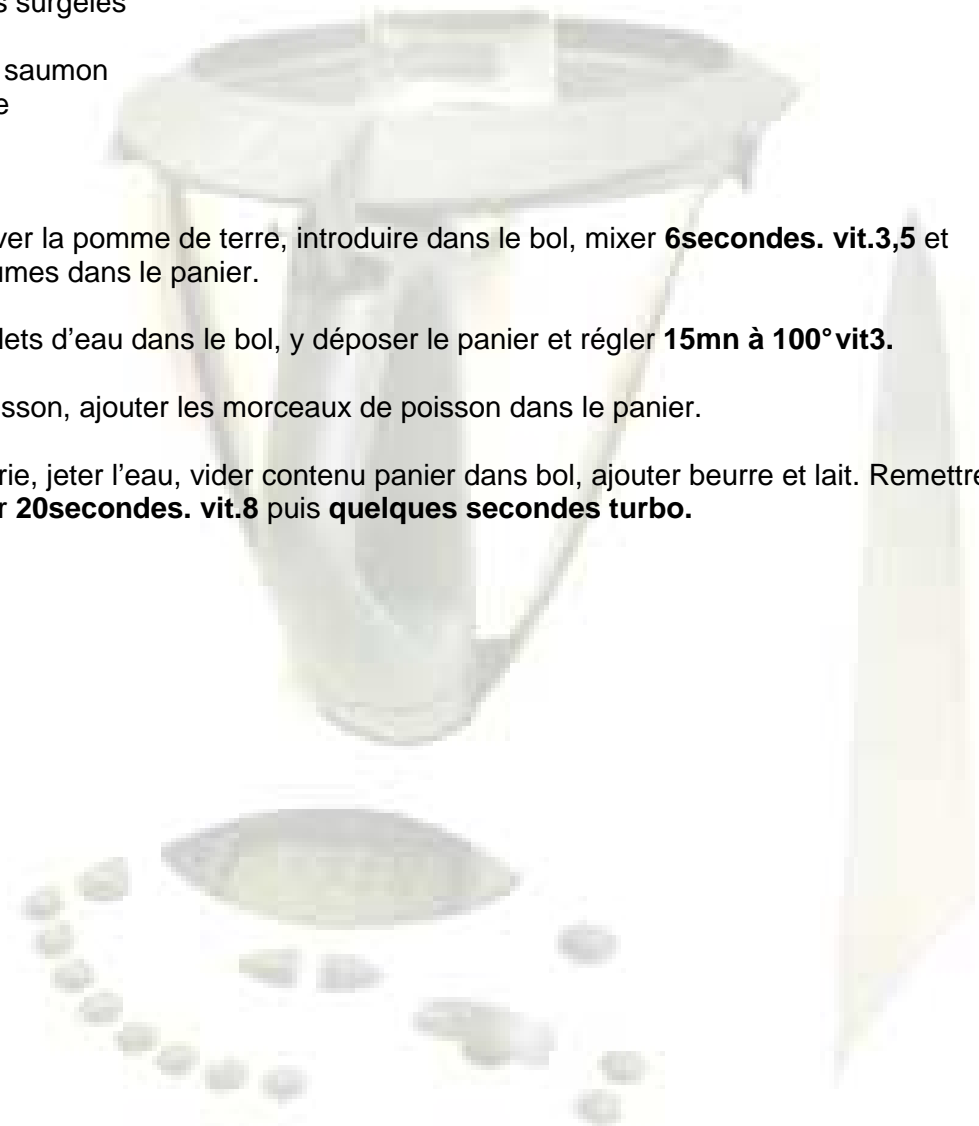 s surgelés
saumon
e
ver la pomme de terre, introduire dans le bol, mixer 6secondes. vit.3,5 et
umes dans le panier.
lets d’eau dans le bol, y déposer le panier et régler 15mn à 100° vit3.
sson, ajouter les morceaux de poisson dans le panier.
rie, jeter l’eau, vider contenu panier dans bol, ajouter beurre et lait. Remettre
r 20secondes. vit.8 puis quelques secondes turbo.